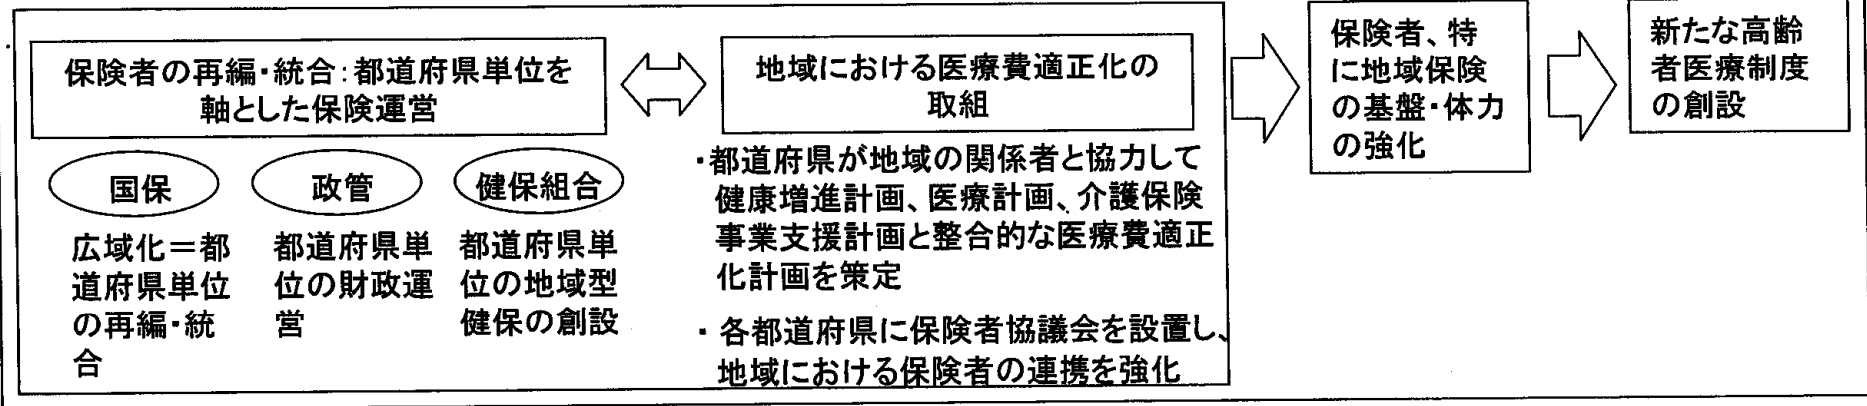 保険者の再編・統合:都道府県単位を
軸とした保険運営
国保
広域化=都
道府県単位
の再編・統
合
政管
都道府県単
位の財政運
営
健保組合
都道府県単
位の地域型
健保の創設
地域における医療費適正化の
取組
・都道府県が地域の関係者と協力して
健康増進計画、医療計画、介護保険
事業支援計画と整合的な医療費適正
化計画を策定
・各都道府県に保険者協議会を設置し、
地域における保険者の連携を強化
保険者、特
に地域保険
の基盤・体力
の強化
新たな高齢
者医療制度
の創設